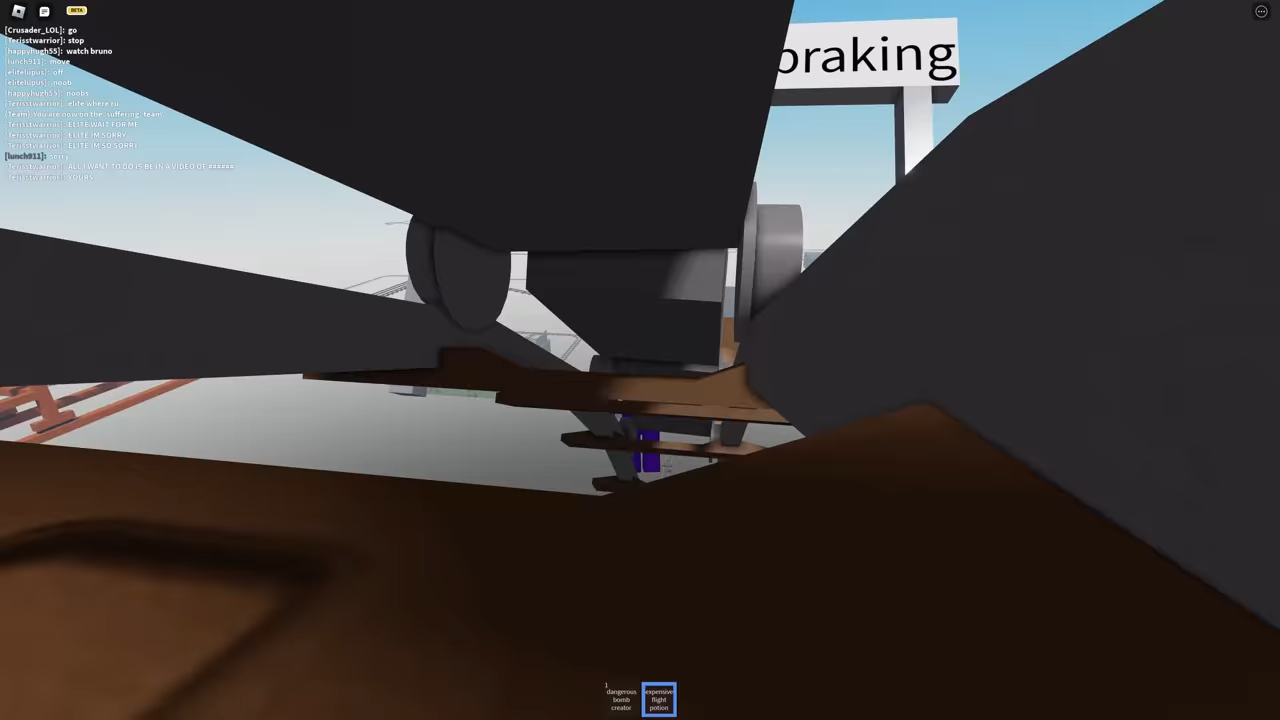 BETA
[Crusader_LOL]: go
[Terisstwarrior]: stop
[happyhugh55]: watch bruno
[lunch911]: move
[elitelupus]: off
[elitelupus]: noob
[happyhugh55]: noobs
[Terisstwarrior]: elite where ru
[Team] You are now on the suffering team
[Terisstwarrior]: ELITE WAIT FOR ME
[Terisstwarrior]: ELITE IM SORRY
[Terisstwarrior]: ELITE IM SO SORRY
[lunch911]: sorry
[Terisstwarrior]: ALL I WANT TO DO IS BE IN A VIDEO OF ######
[Terisstwarrior]: YOURS
braking
1
dangerous
bomb
creator
expensive
flight
potion